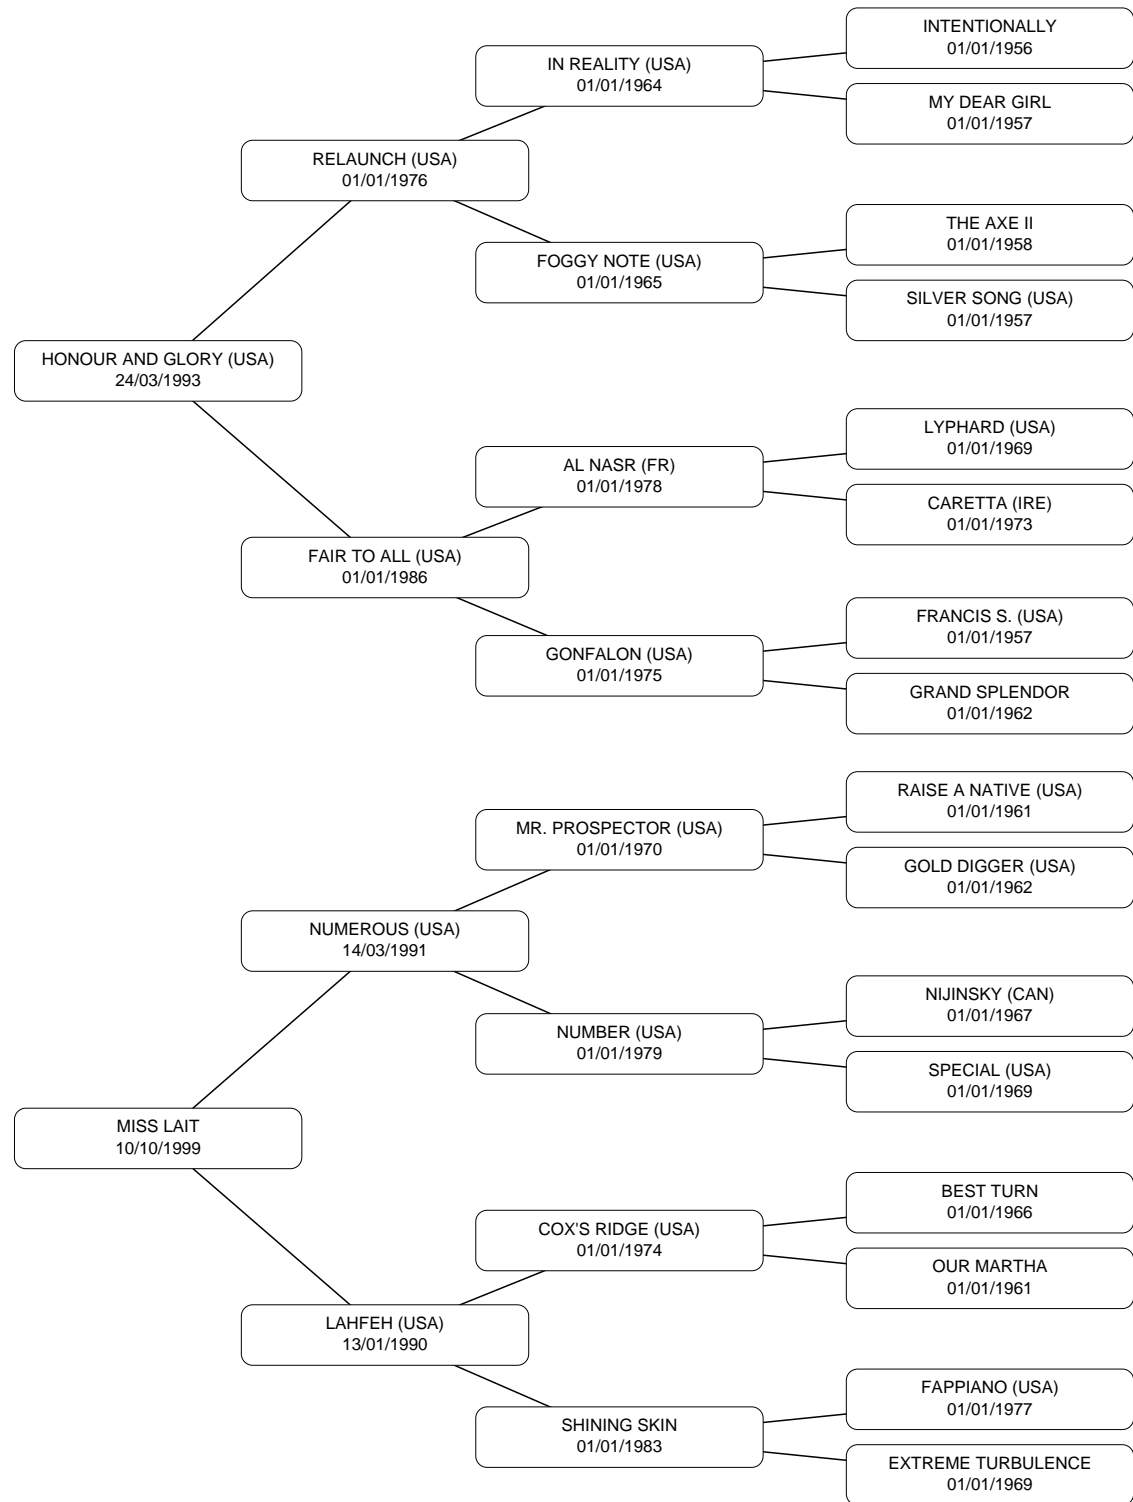 INTENTIONALLY
01/01/1956
IN REALITY (USA)
01/01/1964
MY DEAR GIRL
01/01/1957
RELAUNCH (USA)
01/01/1976
THE AXE II
01/01/1958
FOGGY NOTE (USA)
01/01/1965
SILVER SONG (USA)
01/01/1957
HONOUR AND GLORY (USA)
24/03/1993
LYPHARD (USA)
01/01/1969
AL NASR (FR)
01/01/1978
CARETTA (IRE)
01/01/1973
FAIR TO ALL (USA)
01/01/1986
FRANCIS S. (USA)
01/01/1957
GONFALON (USA)
01/01/1975
GRAND SPLENDOR
01/01/1962
RAISE A NATIVE (USA)
01/01/1961
MR. PROSPECTOR (USA)
01/01/1970
GOLD DIGGER (USA)
01/01/1962
NUMEROUS (USA)
14/03/1991
NIJINSKY (CAN)
01/01/1967
NUMBER (USA)
01/01/1979
SPECIAL (USA)
01/01/1969
MISS LAIT
10/10/1999
BEST TURN
01/01/1966
COX'S RIDGE (USA)
01/01/1974
OUR MARTHA
01/01/1961
LAHFEH (USA)
13/01/1990
FAPPIANO (USA)
01/01/1977
SHINING SKIN
01/01/1983
EXTREME TURBULENCE
01/01/1969